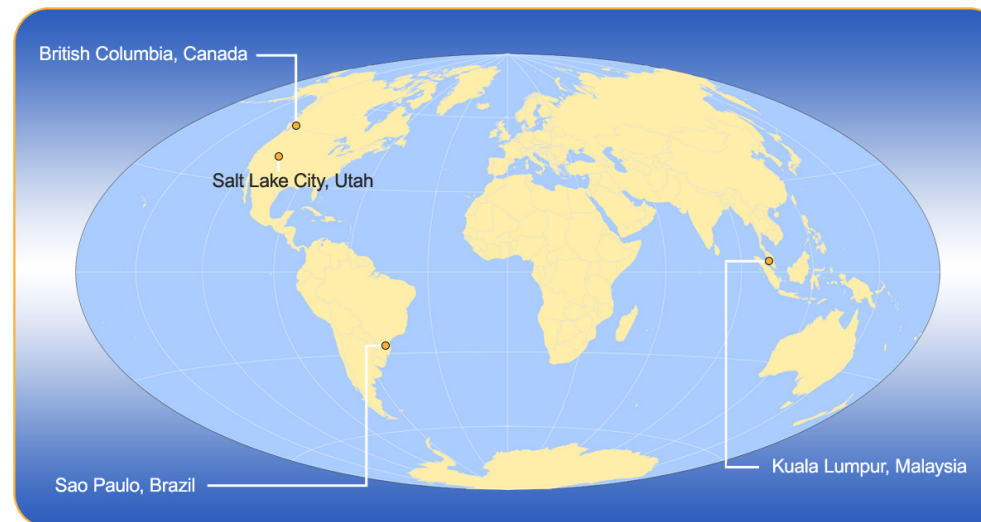 British Columbia, Canada
Salt Lake City, Utah
Kuala Lumpur, Malaysia
Sao Paulo, Brazil